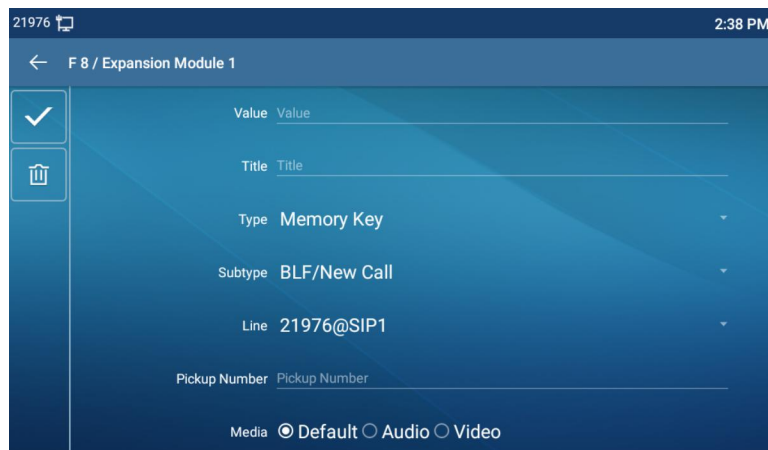 21976 2:38 PM
F 8 / Expansion Module 1
Value Value
Title Title
Type Memory Key
Subtype BLF/New Call
Line 21976@SIP1
Pickup Number Pickup Number
Media Default Audio Video